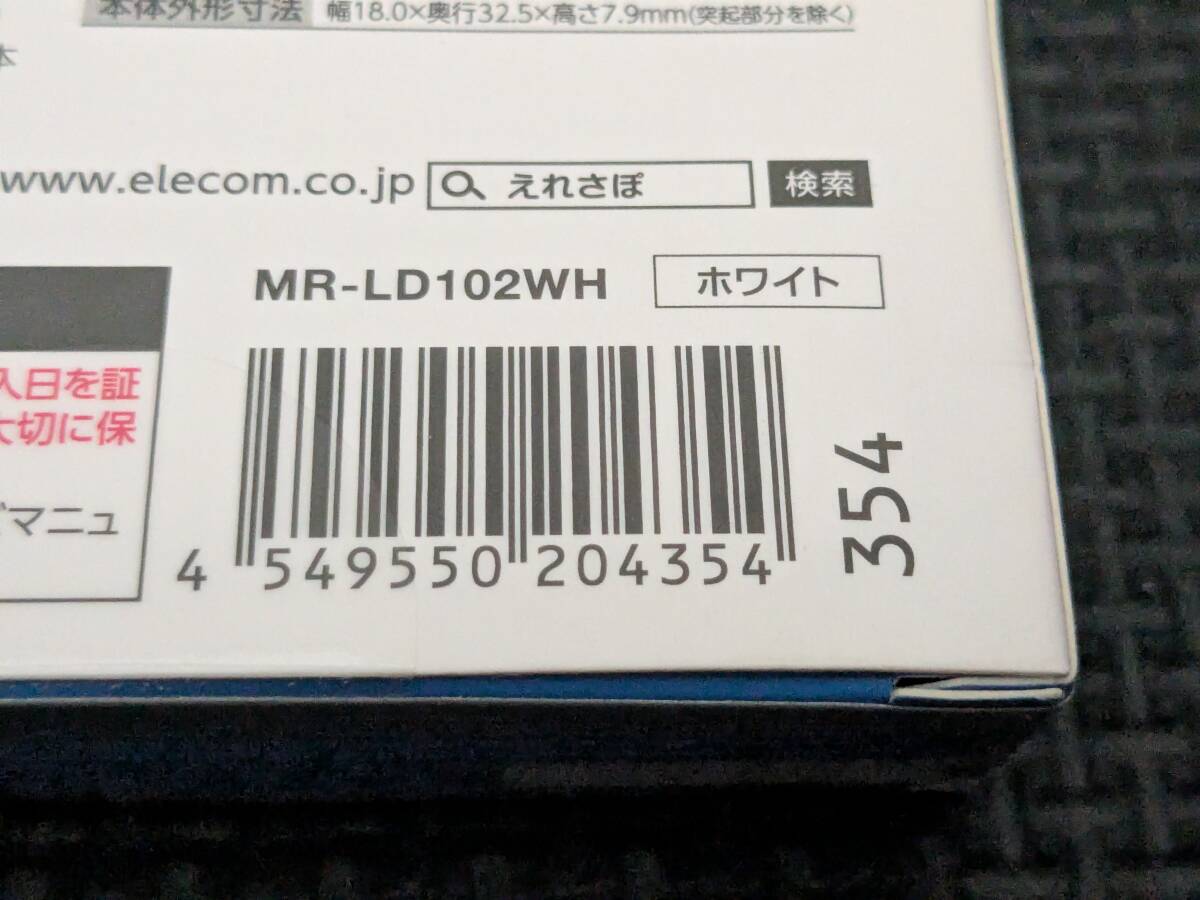 本体外形寸法 幅18.0×奥行32.5×高さ7.9mm(突起部分を除く)
本
www.elecom.co.jp えれさぽ 検索
MR-LD102WH ホワイト
入日を証
大切に保
マニュ
4 549550 204354
354